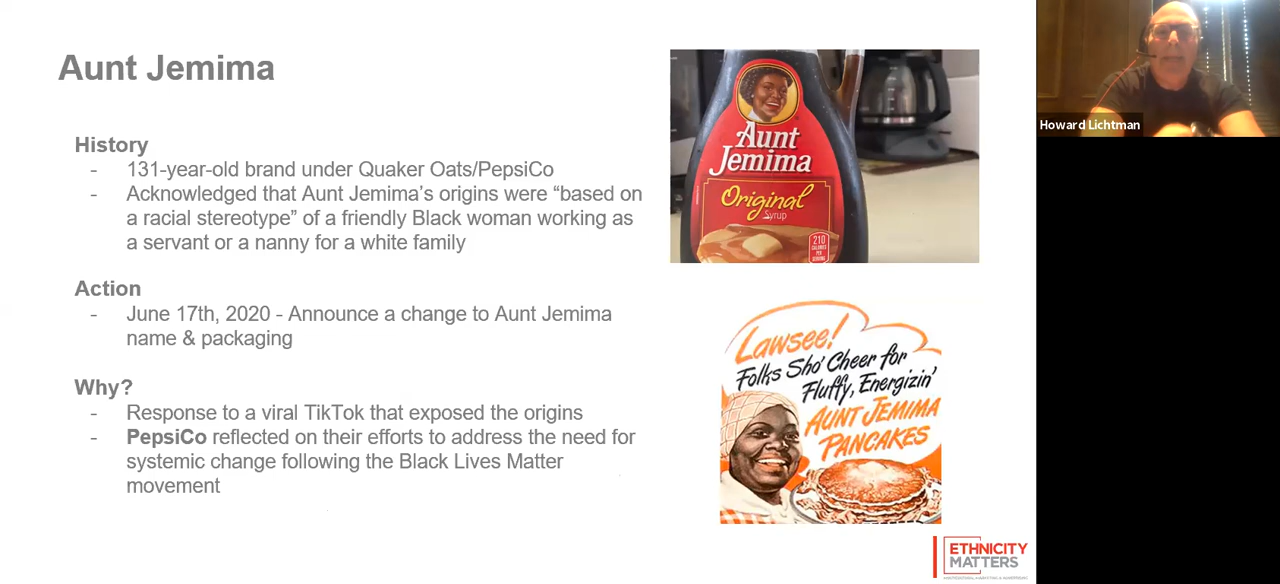 Aunt Jemima
History
- 131-year-old brand under Quaker Oats/PepsiCo
- Acknowledged that Aunt Jemima’s origins were “based on
a racial stereotype” of a friendly Black woman working as
a servant or a nanny for a white family
Action
- June 17th, 2020 - Announce a change to Aunt Jemima
name & packaging
Why?
- Response to a viral TikTok that exposed the origins
- PepsiCo reflected on their efforts to address the need for
systemic change following the Black Lives Matter
movement
Aunt
Jemima
Original
Syrup
210
CALORIES
PER
SERVING
Lawsee!
Folks Sho' Cheer for
Fluffy, Energizin'
AUNT JEMIMA
PANCAKES
ETHNICITY
MATTERS
Howard Lichtman